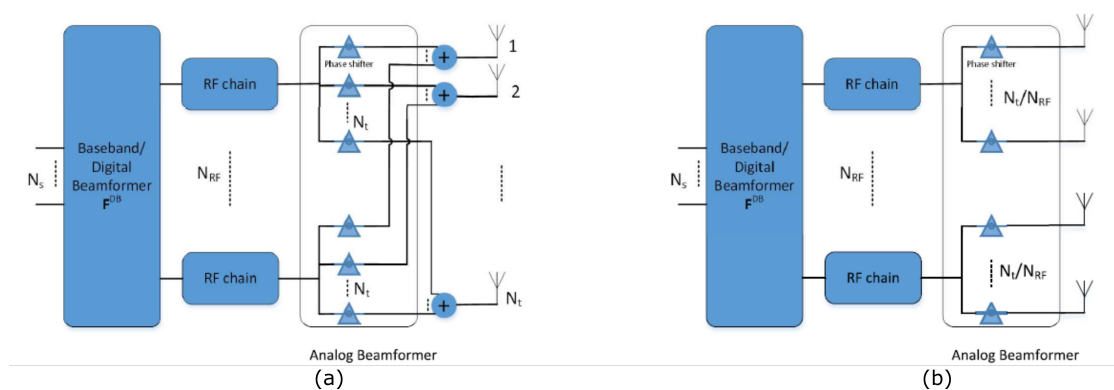 RF chain
Phase shifter
+
1
+
2
N_t
Baseband/
Digital
Beamformer
F^DB
N_s
N_RF
RF chain
N_t
+
N_t
Analog Beamformer
(a)
RF chain
Phase shifter
N_t/N_RF
Baseband/
Digital
Beamformer
F^DB
N_s
N_RF
RF chain
N_t/N_RF
Analog Beamformer
(b)